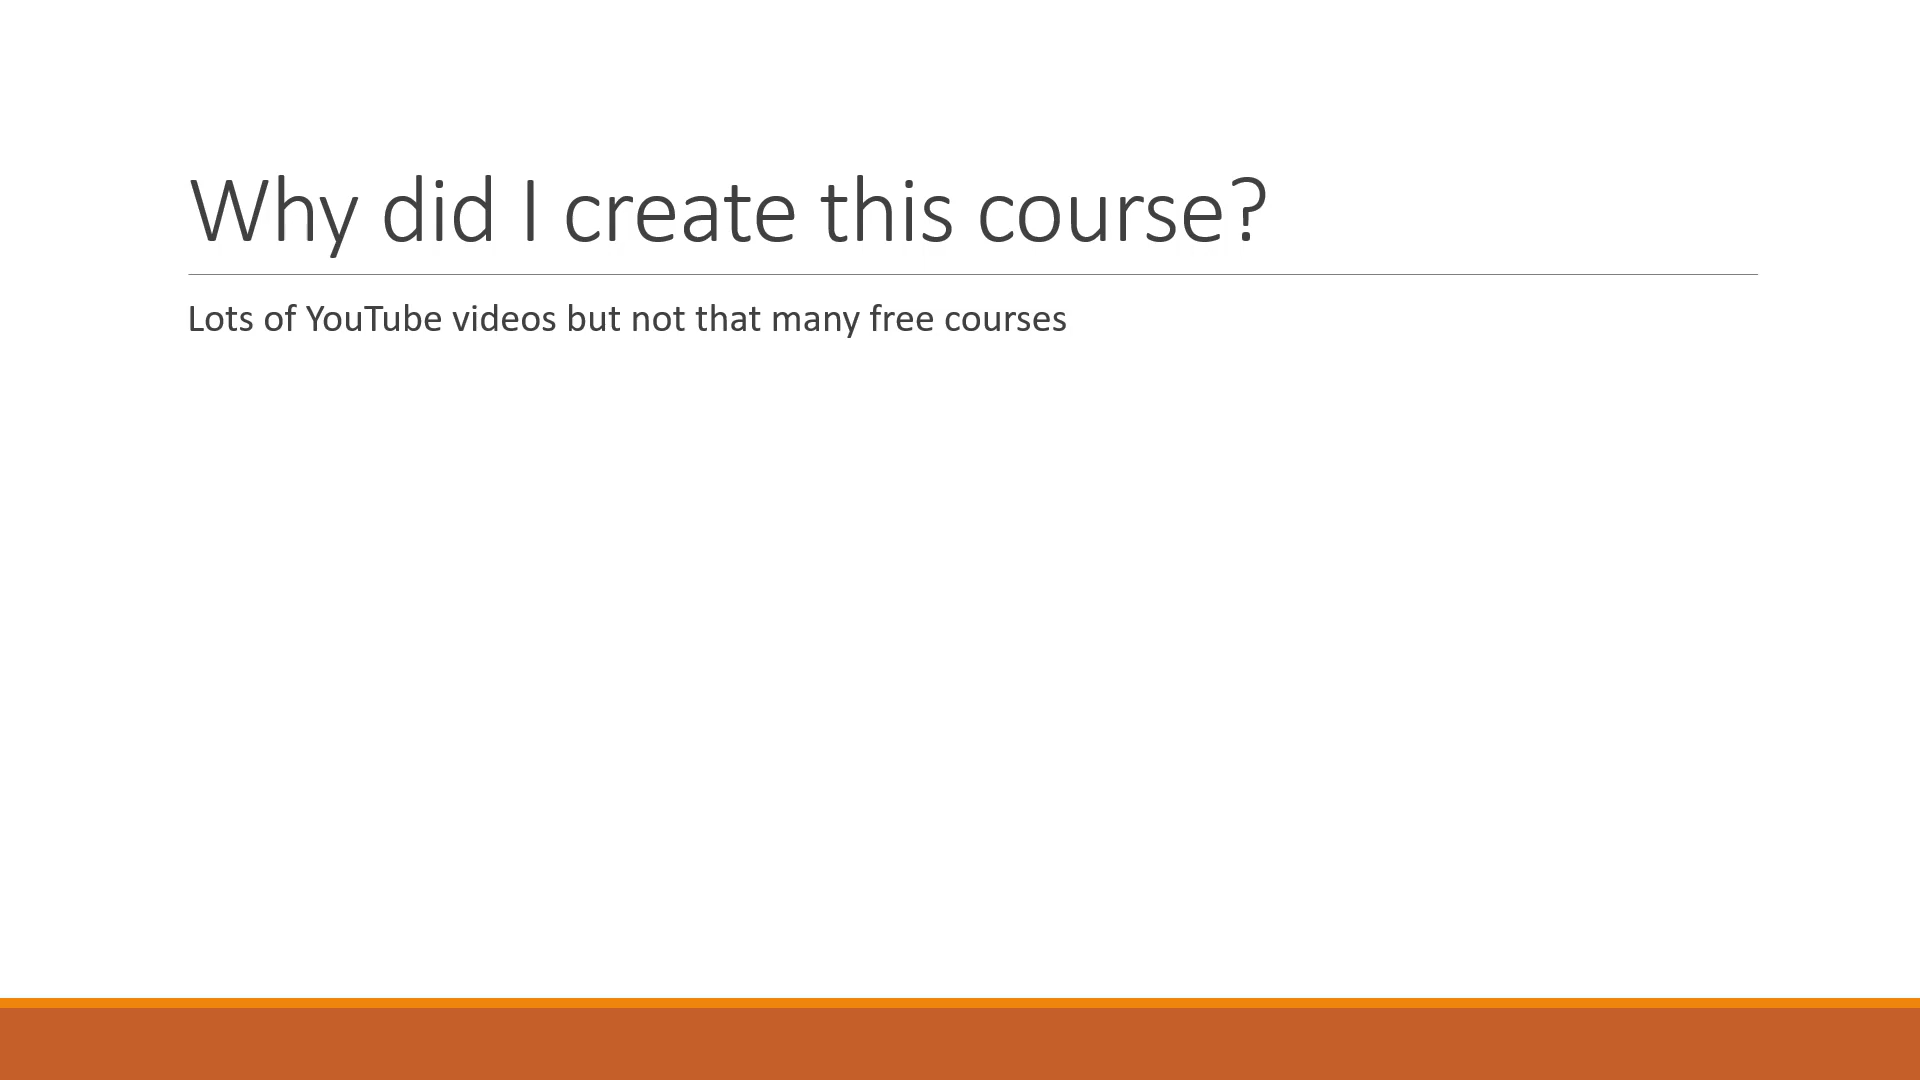 Why did I create this course?
Lots of YouTube videos but not that many free courses